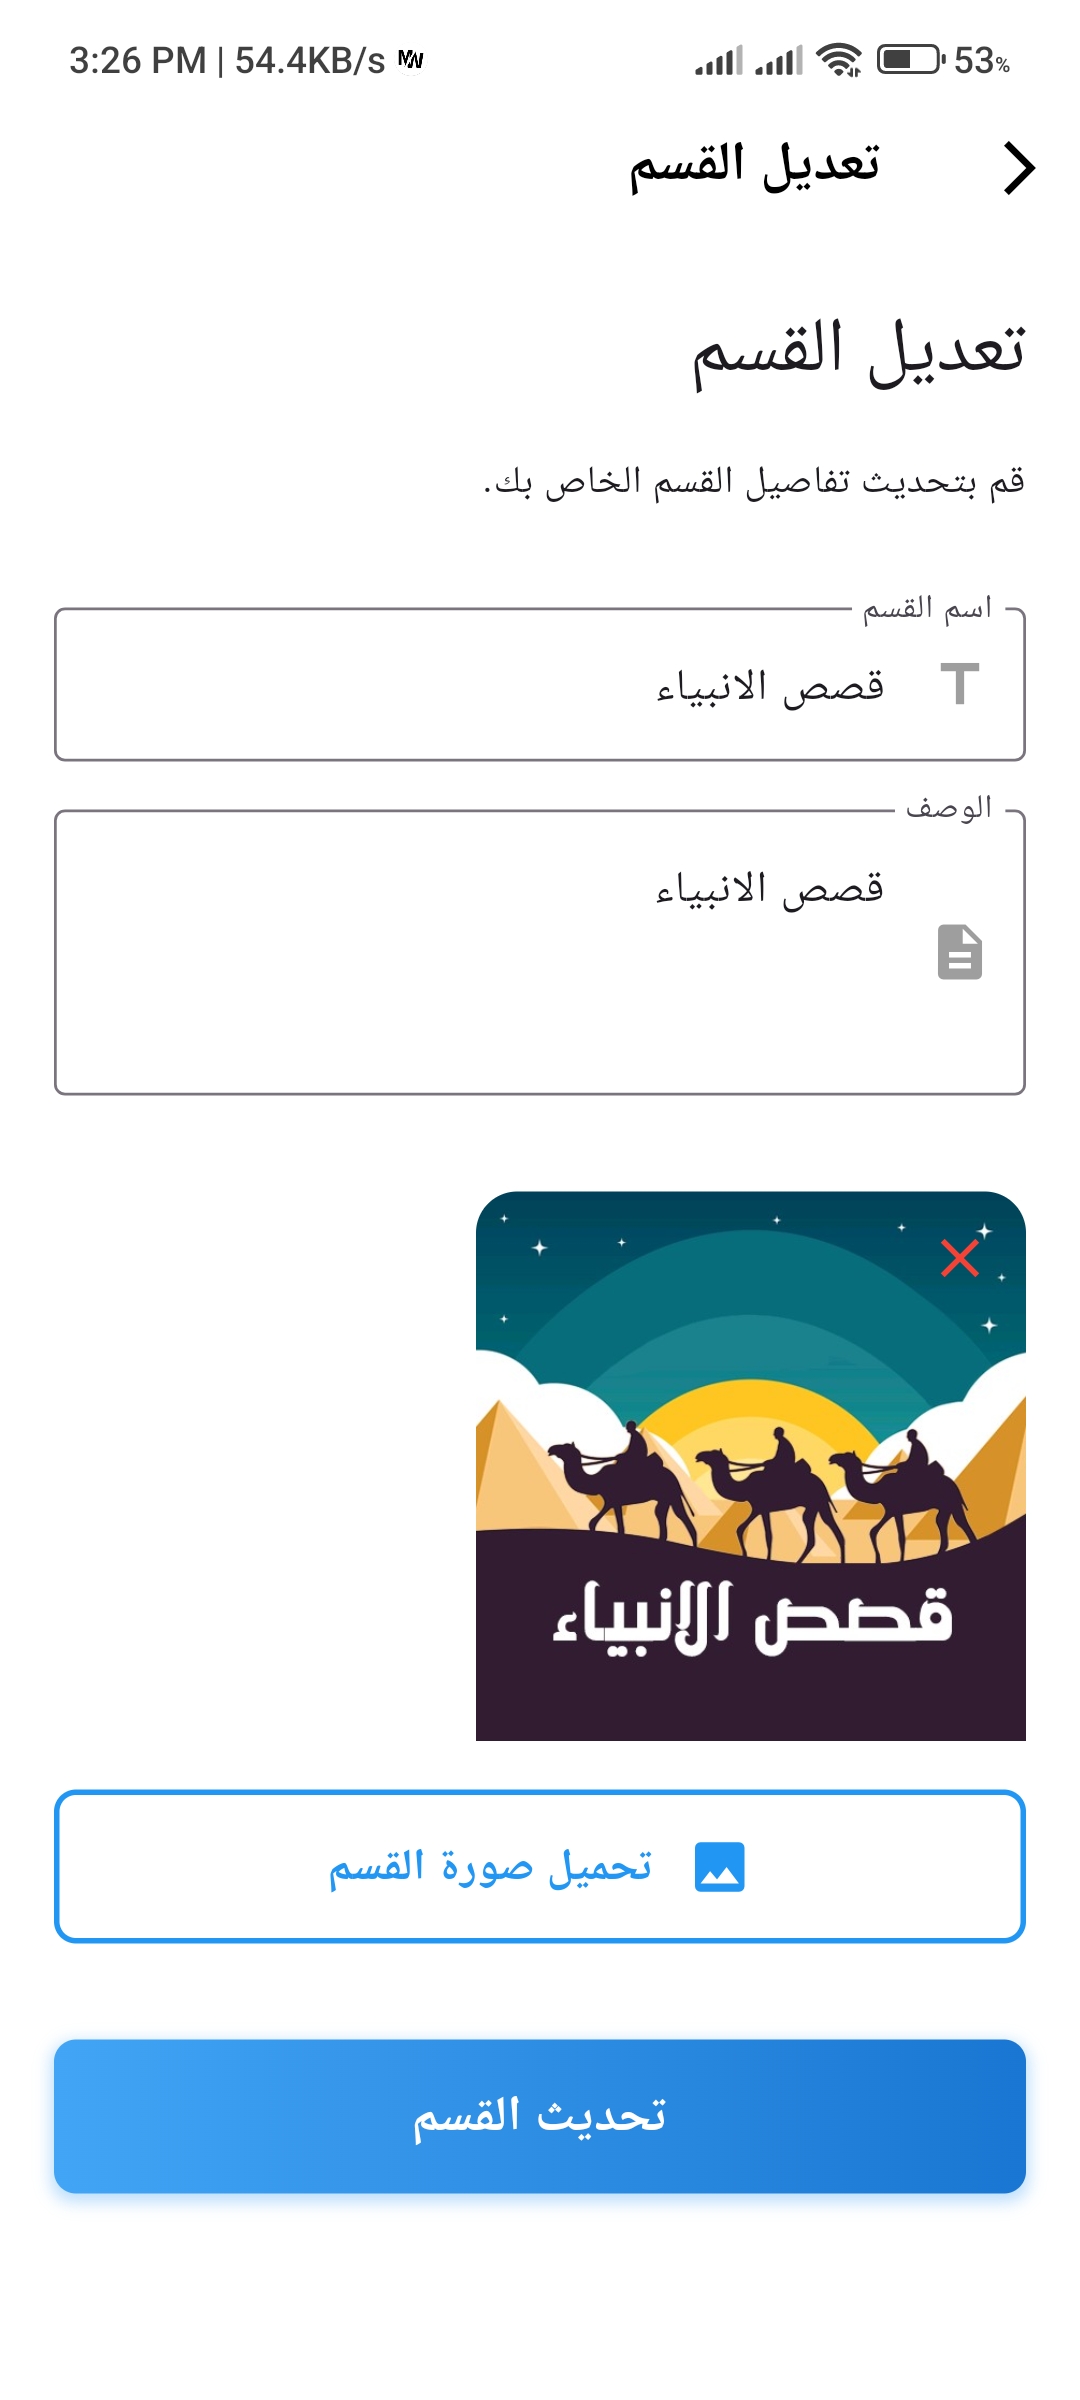 3:26 PM | 54.4KB/s
53%
تعديل القسم
تعديل القسم
قم بتحديث تفاصيل القسم الخاص بك.
اسم القسم
قصص الانبياء
الوصف
قصص الانبياء
قصص الانبياء
تحميل صورة القسم
تحديث القسم